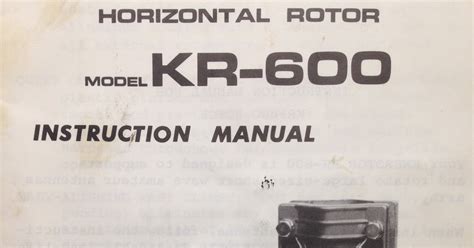 HORIZONTAL ROTOR
MODEL KR-600
INSTRUCTION MANUAL